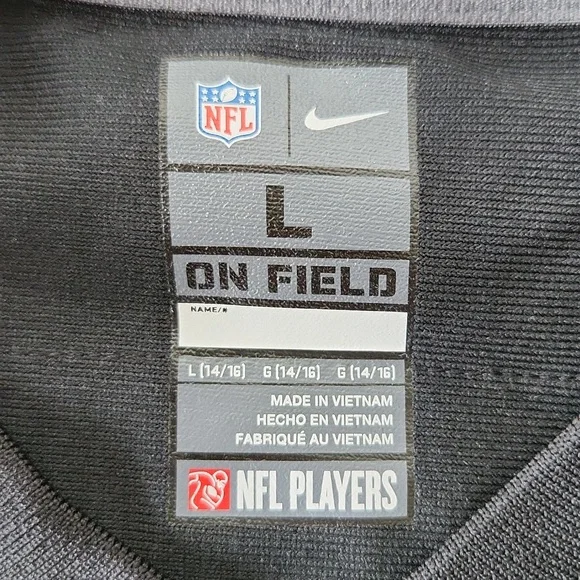 NFL
L
ON FIELD
NAME/#
L (14/16) G (14/16) G (14/16)
MADE IN VIETNAM
HECHO EN VIETNAM
FABRIQUÉ AU VIETNAM
NFL PLAYERS